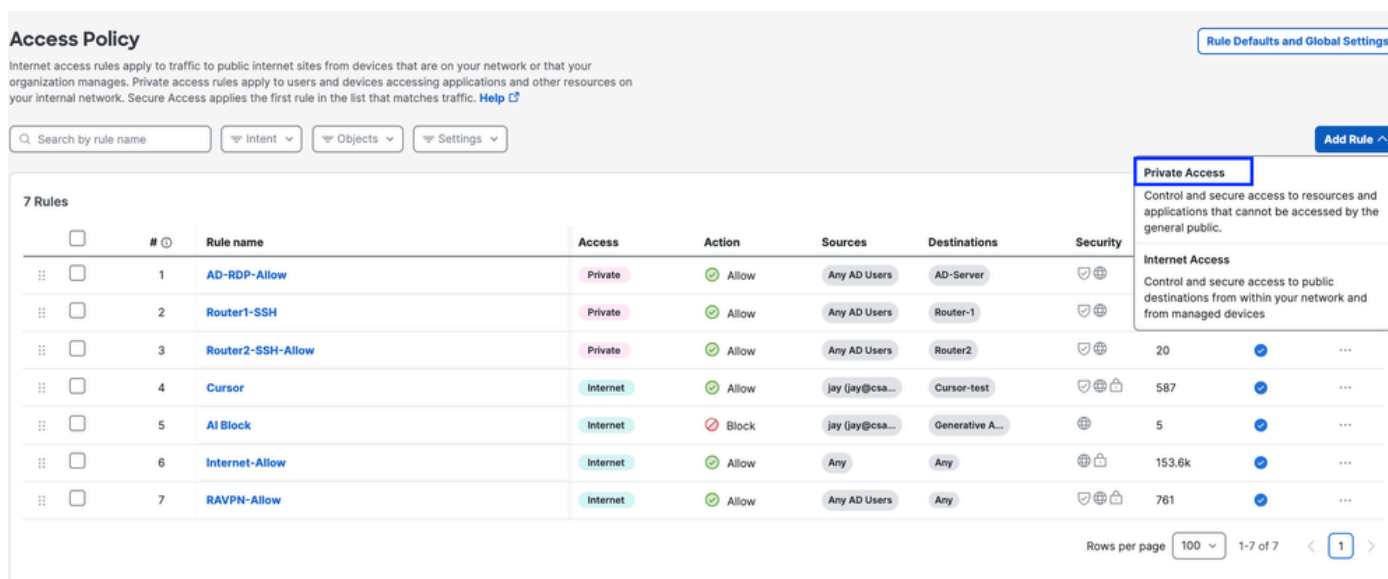 Access Policy
Rule Defaults and Global Settings
Internet access rules apply to traffic to public internet sites from devices that are on your network or that your
organization manages. Private access rules apply to users and devices accessing applications and other resources on
your internal network. Secure Access applies the first rule in the list that matches traffic. Help
Search by rule name Intent Objects Settings Add Rule
Private Access
Control and secure access to resources and
applications that cannot be accessed by the
general public.
Internet Access
Control and secure access to public
destinations from within your network and
from managed devices
7 Rules
# Rule name Access Action Sources Destinations Security
1 AD-RDP-Allow Private Allow Any AD Users AD-Server
2 Router1-SSH Private Allow Any AD Users Router-1
3 Router2-SSH-Allow Private Allow Any AD Users Router2 20 ...
4 Cursor Internet Allow jay (jay@csa... Cursor-test 587 ...
5 AI Block Internet Block jay (jay@csa... Generative A... 5 ...
6 Internet-Allow Internet Allow Any Any 153.6k ...
7 RAVPN-Allow Internet Allow Any AD Users Any 761 ...
Rows per page 100 1-7 of 7 < 1 >